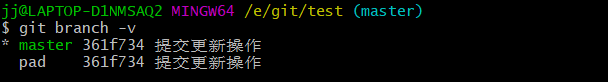 jj@LAPTOP-D1NMSAQ2 MINGW64 /e/git/test (master)
$ git branch -v
* master 361f734 提交更新操作
  pad    361f734 提交更新操作